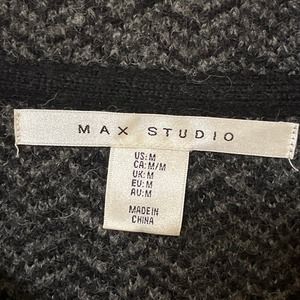 MAX STUDIO
US:M
CA:M/M
UK:M
EU:M
AU:M
MADE IN
CHINA